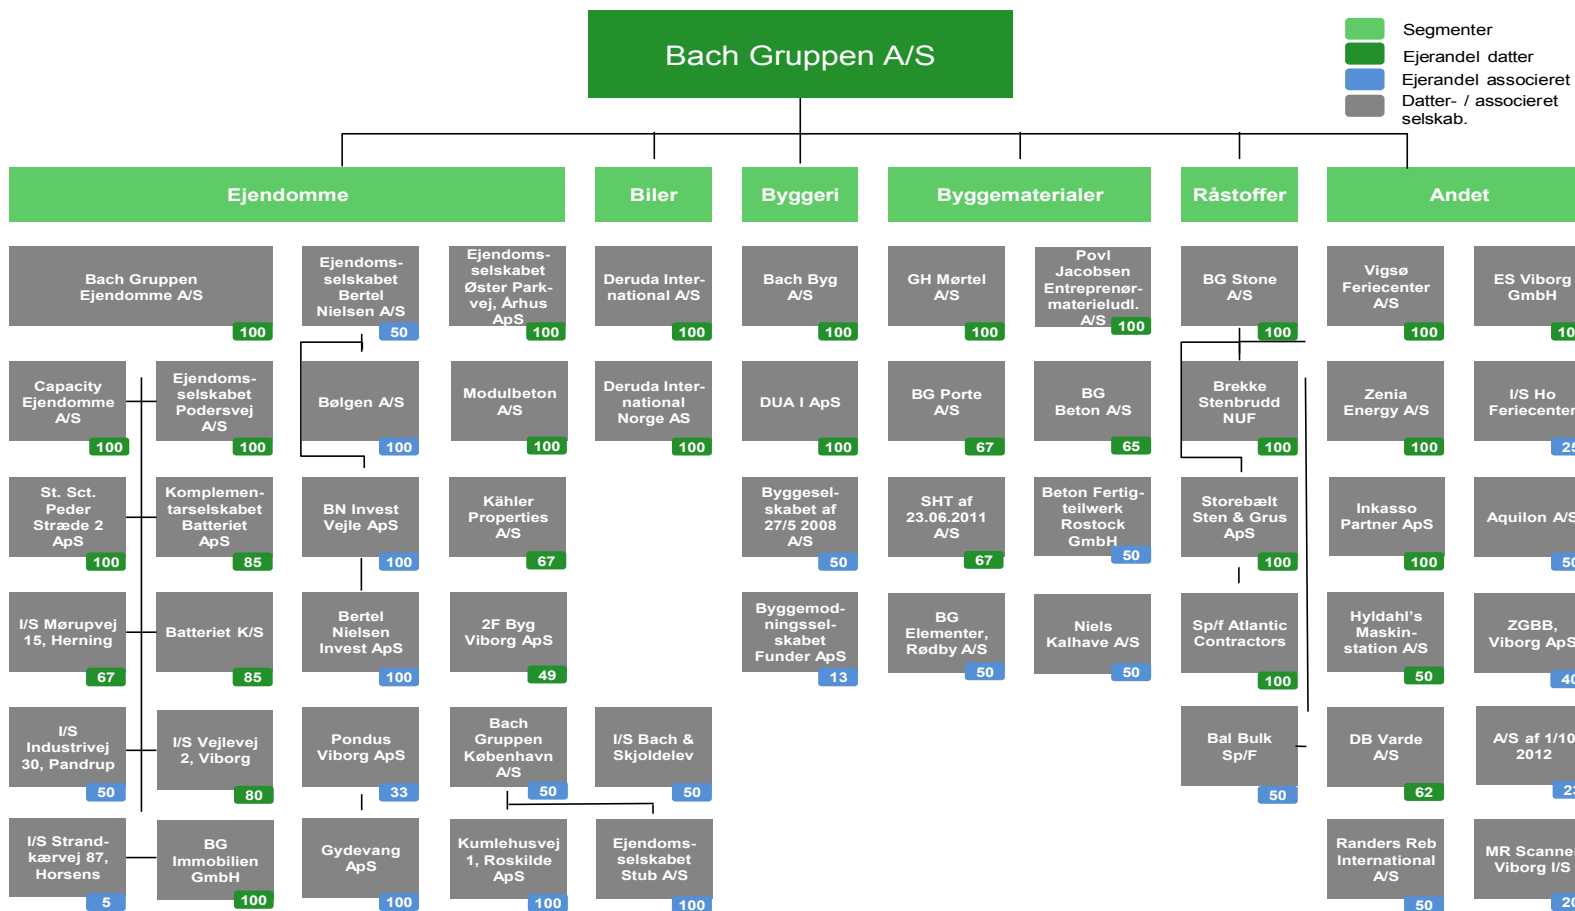 Bach Gruppen A/S
Segmenter
Ejerandel datter
Ejerandel associeret
Datter- / associeret
selskab.
Ejendomme
Biler
Byggeri
Byggematerialer
Råstoffer
Andet
Bach Gruppen
Ejendomme A/S
100
Ejendoms-
selskabet
Bertel
Nielsen A/S
50
Ejendoms-
selskabet
Øster Park-
vej, Århus
ApS
100
Deruda Inter-
national A/S
100
Bach Byg
A/S
100
GH Mørtel
A/S
100
Povl
Jacobsen
Entreprenør-
materieludl.
A/S
100
BG Stone
A/S
100
Vigsø
Feriecenter
A/S
100
ES Viborg
GmbH
Capacity
Ejendomme
A/S
100
Ejendoms-
selskabet
Podersvej
A/S
100
Bølgen A/S
100
Modulbeton
A/S
100
Deruda Inter-
national
Norge AS
100
DUA I ApS
100
BG Porte
A/S
67
BG
Beton A/S
65
Brekke
Stenbrudd
NUF
100
Zenia
Energy A/S
100
I/S Ho
Feriecenter
25
St. Sct.
Peder
Stræde 2
ApS
100
Komplemen-
tarselskabet
Batteriet
ApS
85
BN Invest
Vejle ApS
100
Kähler
Properties
A/S
67
Byggesel-
skabet af
27/5 2008
A/S
50
SHT af
23.06.2011
A/S
67
Beton Fertig-
teilwerk
Rostock
GmbH
50
Storebælt
Sten & Grus
ApS
100
Inkasso
Partner ApS
100
Aquilon A/S
50
I/S Mørupvej
15, Herning
67
Batteriet K/S
85
Bertel
Nielsen
Invest ApS
100
2F Byg
Viborg ApS
49
Byggemod-
ningssel-
skabet
Funder ApS
13
BG
Elementer,
Rødby A/S
50
Niels
Kalhave A/S
50
Sp/f Atlantic
Contractors
100
Hyldahl's
Maskin-
station A/S
50
ZGBB,
Viborg ApS
40
I/S
Industrivej
30, Pandrup
50
I/S Vejlevej
2, Viborg
80
Pondus
Viborg ApS
33
Bach
Gruppen
København
A/S
50
I/S Bach &
Skjoldelev
50
Bal Bulk
Sp/F
50
DB Varde
A/S
62
A/S af 1/10
2012
23
I/S Strand-
kærvej 87,
Horsens
5
BG
Immobilien
GmbH
100
Gydevang
ApS
100
Kumlehusvej
1, Roskilde
ApS
100
Ejendoms-
selskabet
Stub A/S
100
Randers Reb
International
A/S
50
MR Scanner
Viborg I/S
20